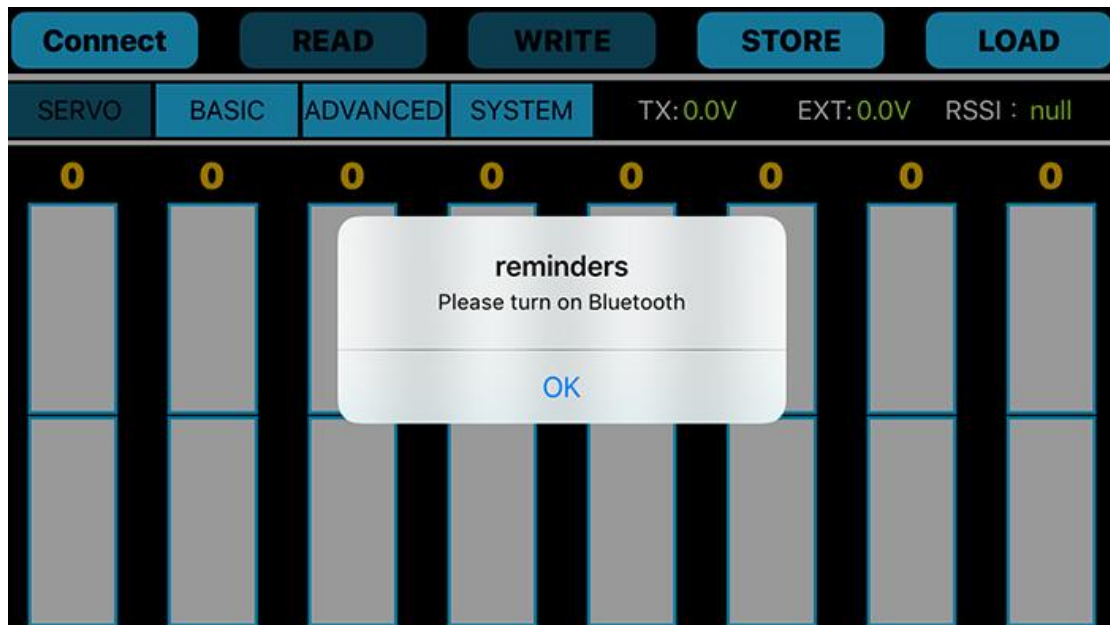 Connect READ WRITE STORE LOAD
SERVO BASIC ADVANCED SYSTEM TX:0.0V EXT:0.0V RSSI : null
0 0 0 0 0 0 0 0
reminders
Please turn on Bluetooth
OK